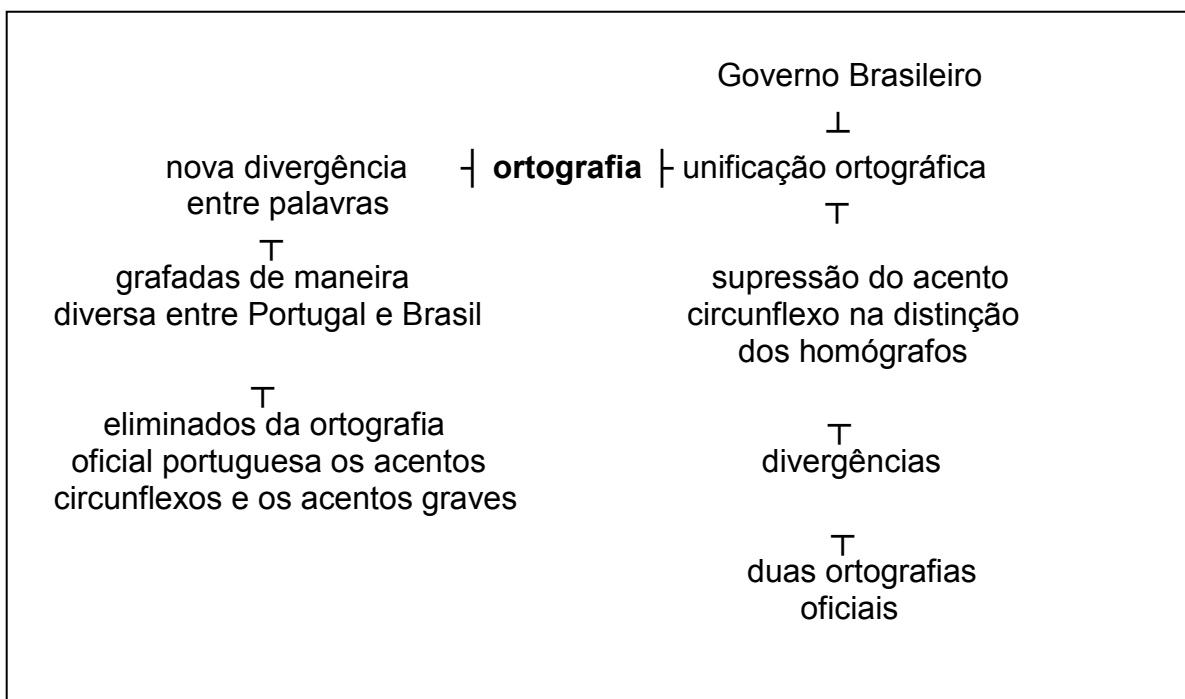 Governo Brasileiro
┴
nova divergência ┤ ortografia ├ unificação ortográfica
entre palavras
┬
grafadas de maneira
diversa entre Portugal e Brasil
┬
eliminados da ortografia
oficial portuguesa os acentos
circunflexos e os acentos graves
┬
supressão do acento
circunflexo na distinção
dos homógrafos
┬
divergências
┬
duas ortografias
oficiais